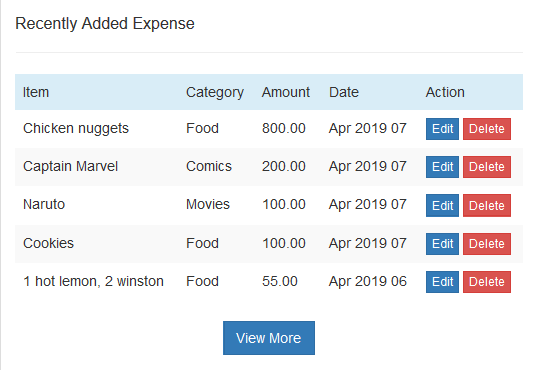 Recently Added Expense
Item Category Amount Date Action
Chicken nuggets Food 800.00 Apr 2019 07 Edit Delete
Captain Marvel Comics 200.00 Apr 2019 07 Edit Delete
Naruto Movies 100.00 Apr 2019 07 Edit Delete
Cookies Food 100.00 Apr 2019 07 Edit Delete
1 hot lemon, 2 winston Food 55.00 Apr 2019 06 Edit Delete
View More